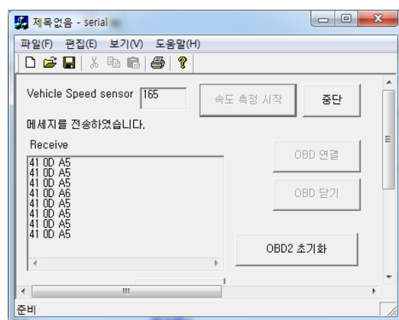 제목없음 - serial
파일(F) 편집(E) 보기(V) 도움말(H)
Vehicle Speed sensor 165 속도 측정 시작 중단
메세지를 전송하였습니다.
Receive
OBD 연결
41 0D A5
41 0D A5
41 0D A5
41 0D A6
41 0D A5
41 0D A5
41 0D A5
41 0D A5
OBD 닫기
OBD2 초기화
준비